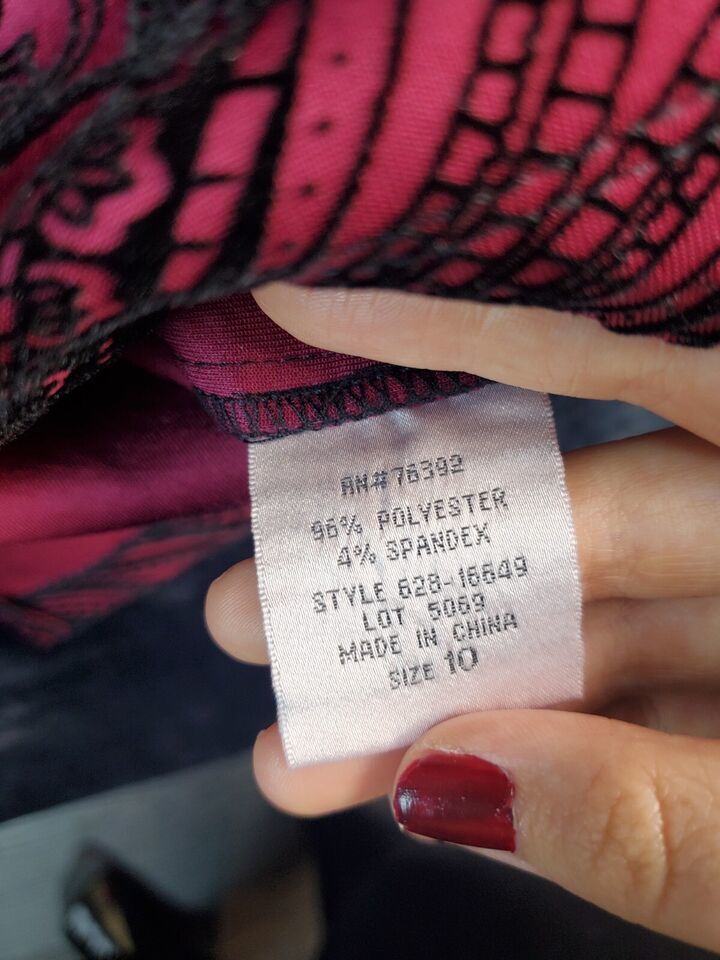 RN#76392
96% POLYESTER
4% SPANDEX
STYLE 628-16649
LOT 5069
MADE IN CHINA
SIZE 10